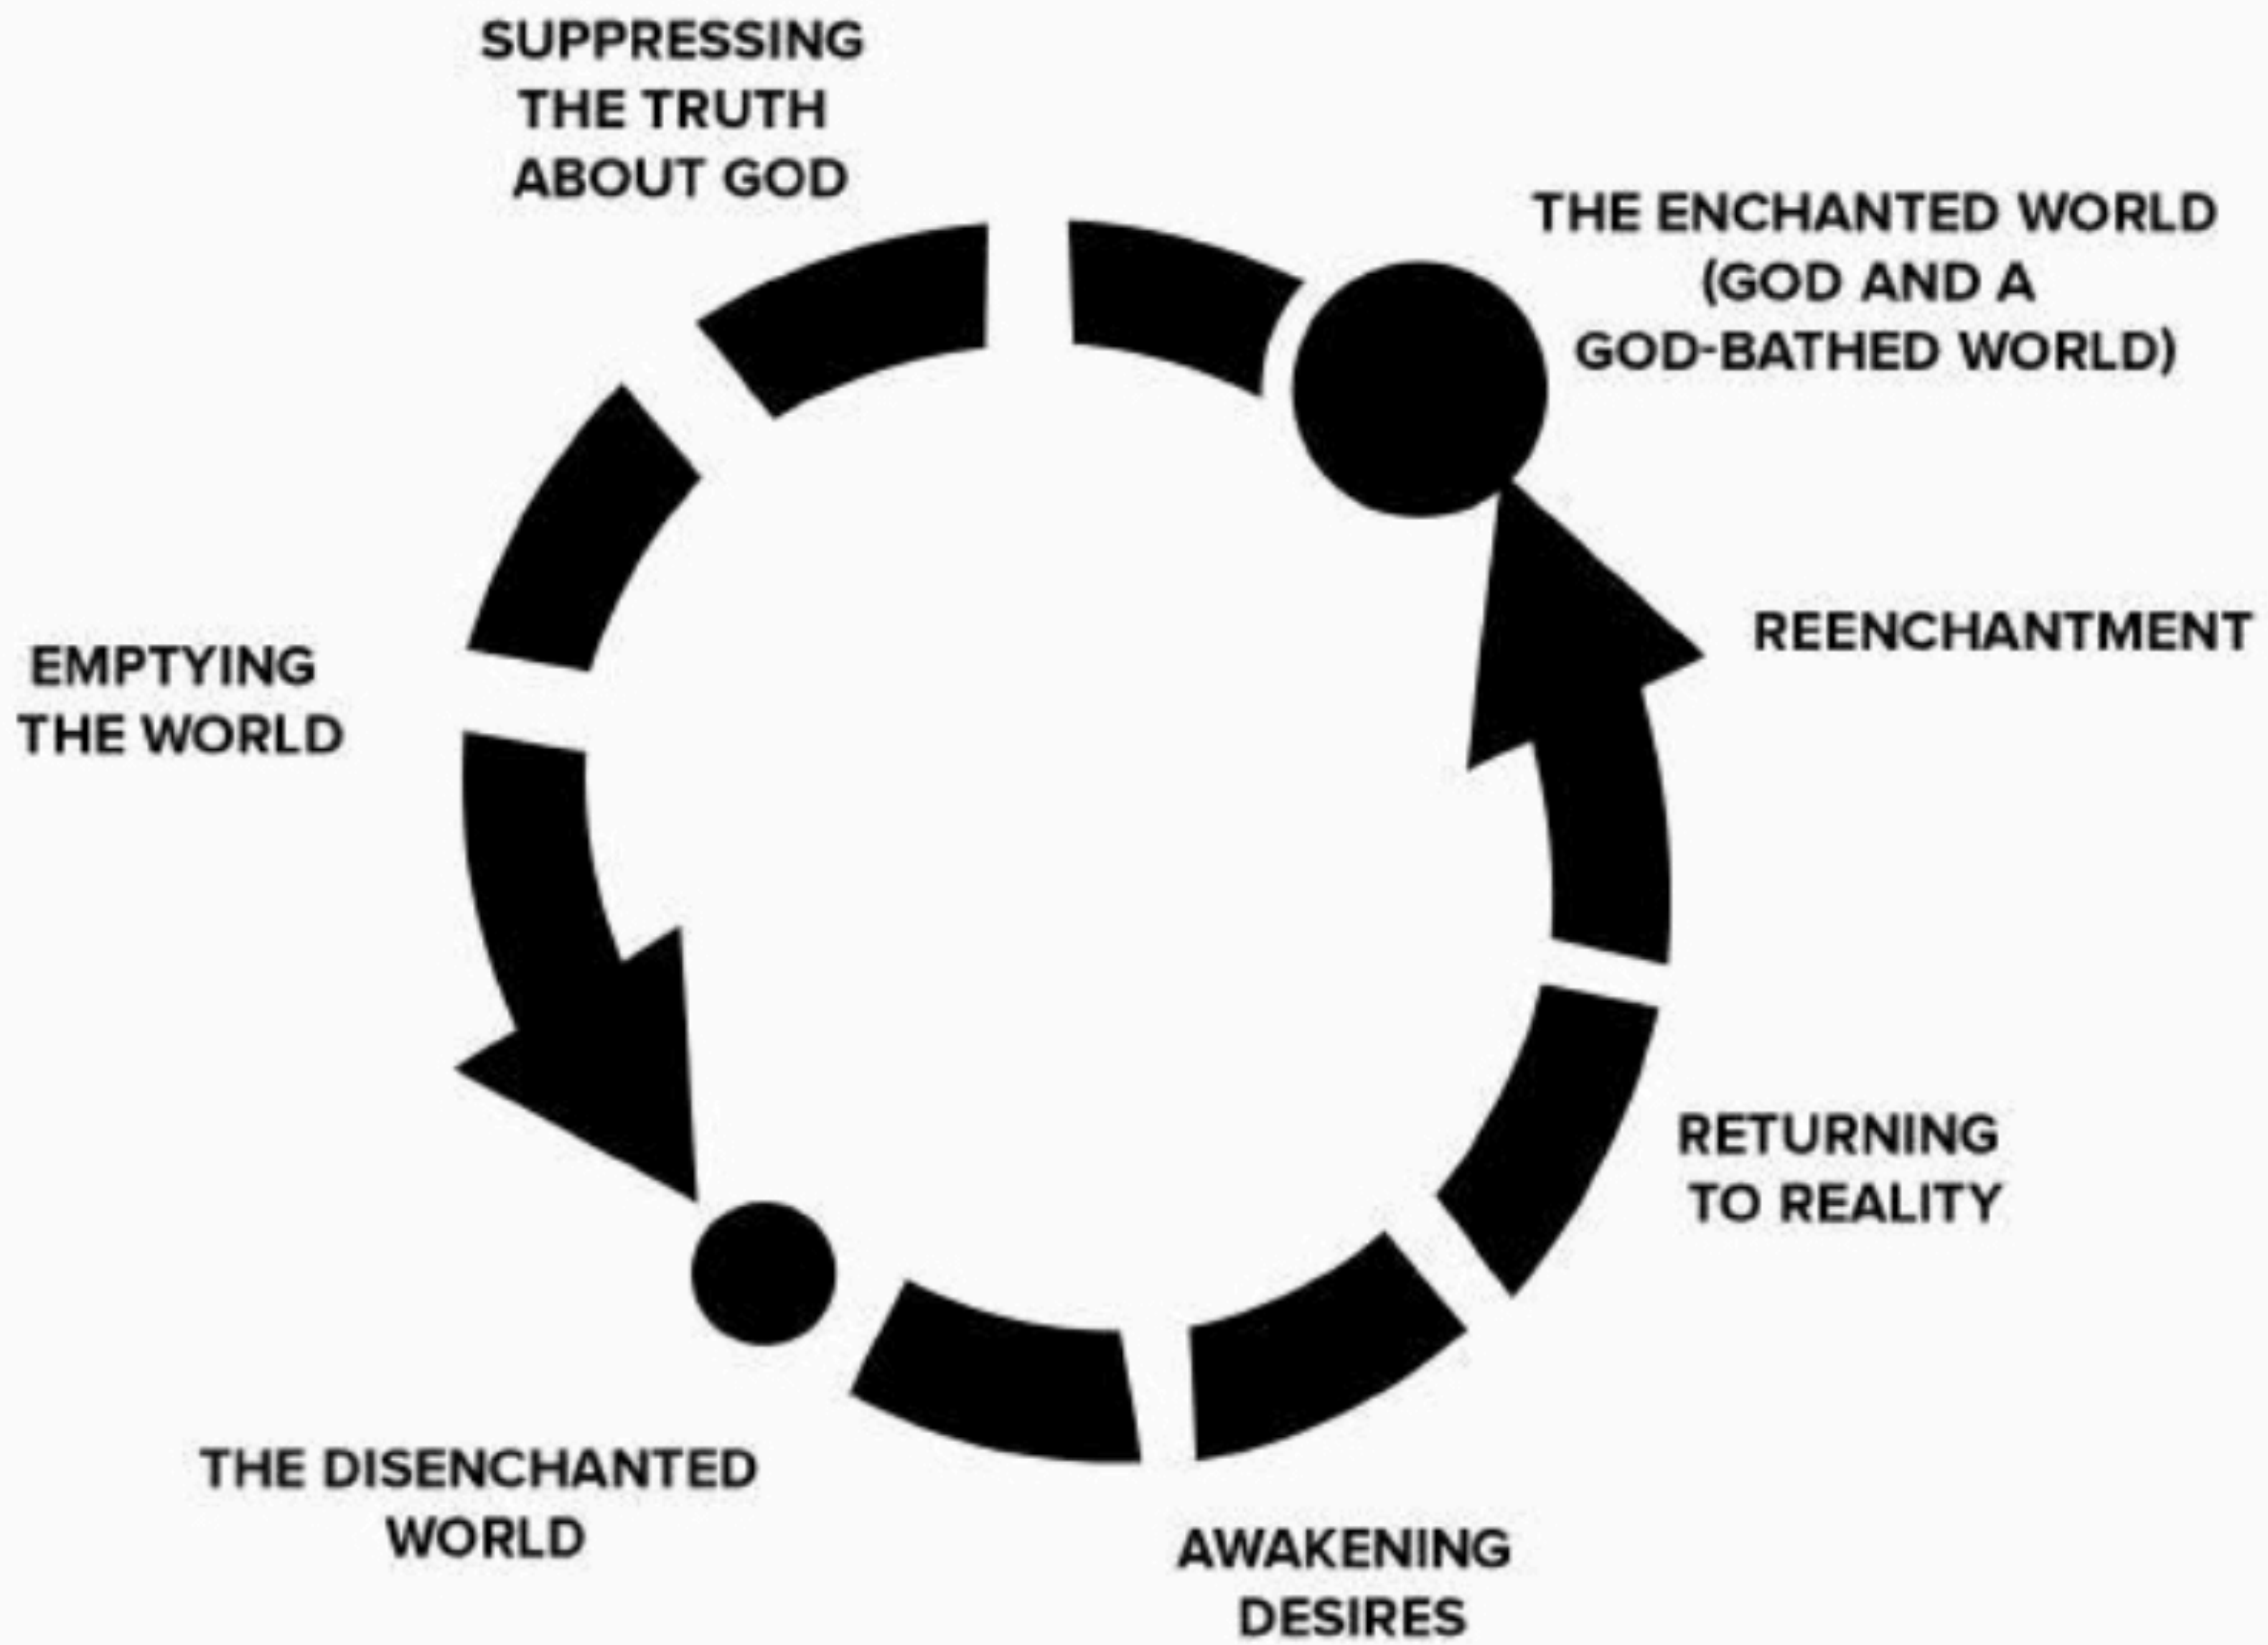 SUPPRESSING
THE TRUTH
ABOUT GOD
THE ENCHANTED WORLD
(GOD AND A
GOD-BATHED WORLD)
REENCHANTMENT
EMPTYING
THE WORLD
RETURNING
TO REALITY
THE DISENCHANTED
WORLD
AWAKENING
DESIRES